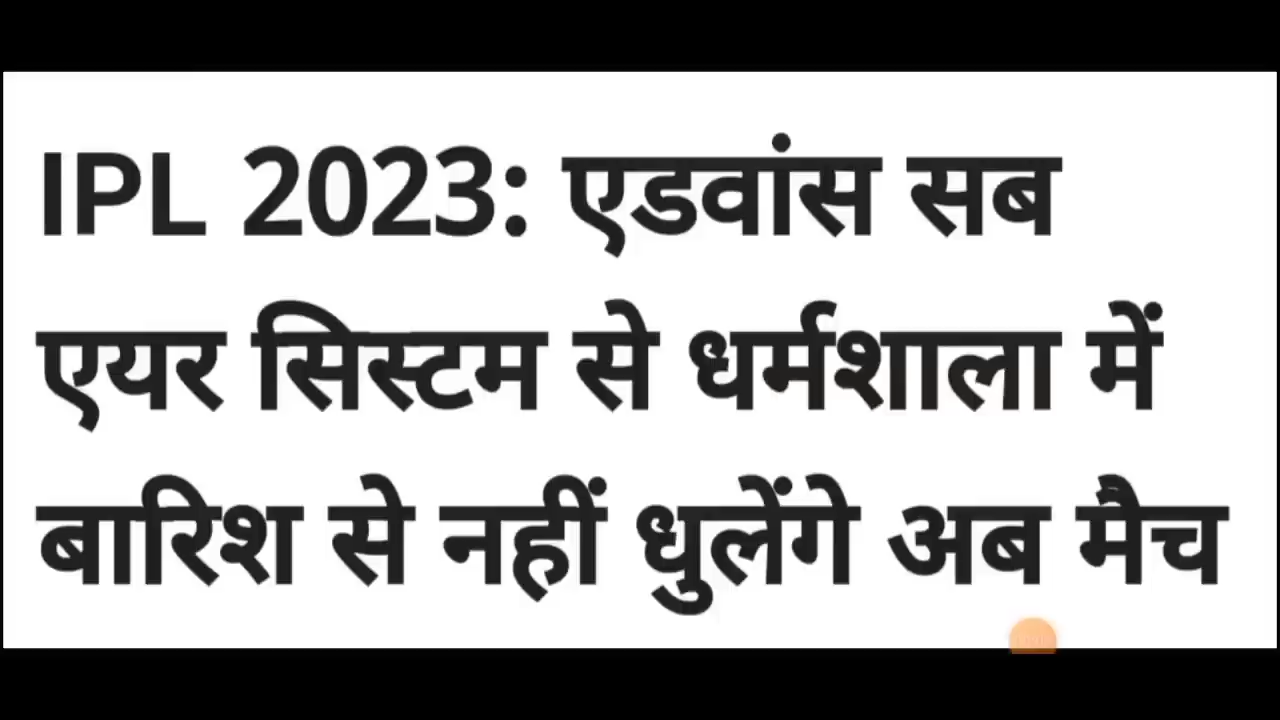 IPL 2023: एडवांस सब
एयर सिस्टम से धर्मशाला में
बारिश से नहीं धुलेंगे अब मैच